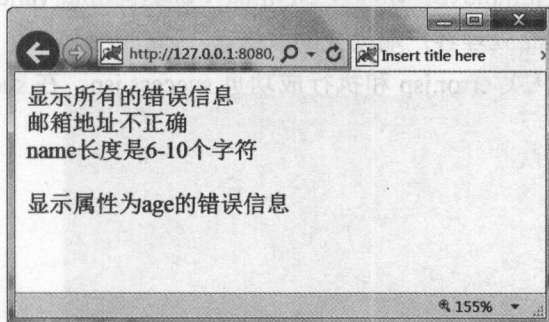 http://127.0.0.1:8080,
Insert title here
显示所有的错误信息
邮箱地址不正确
name长度是6-10个字符
显示属性为age的错误信息
155%